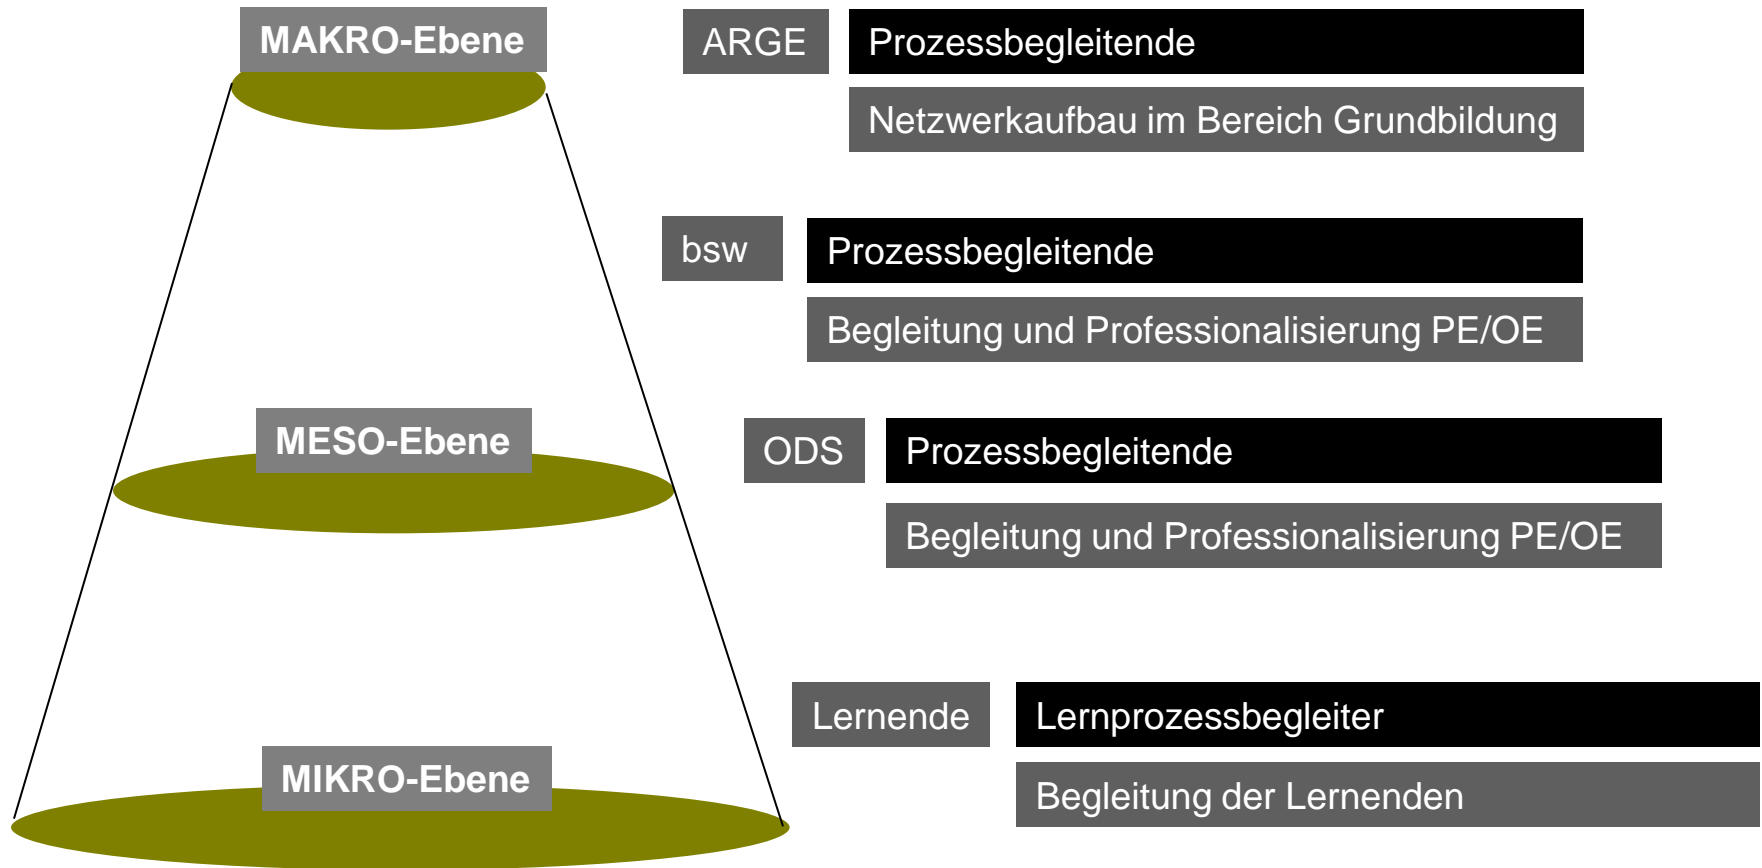 MAKRO-Ebene
ARGE
Prozessbegleitende
Netzwerkaufbau im Bereich Grundbildung
bsw
Prozessbegleitende
Begleitung und Professionalisierung PE/OE
MESO-Ebene
ODS
Prozessbegleitende
Begleitung und Professionalisierung PE/OE
Lernende
Lernprozessbegleiter
MIKRO-Ebene
Begleitung der Lernenden